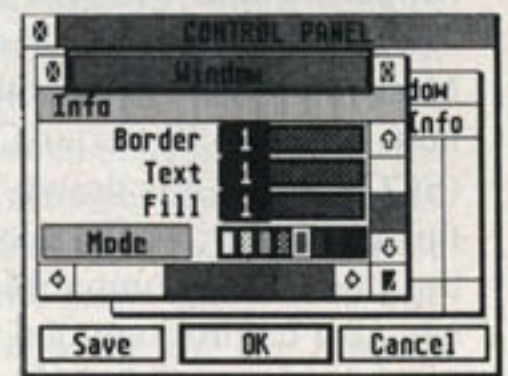 CONTROL PANEL
Window
dow
Info
Info
Border 1
Text 1
Fill 1
Mode
Save OK Cancel